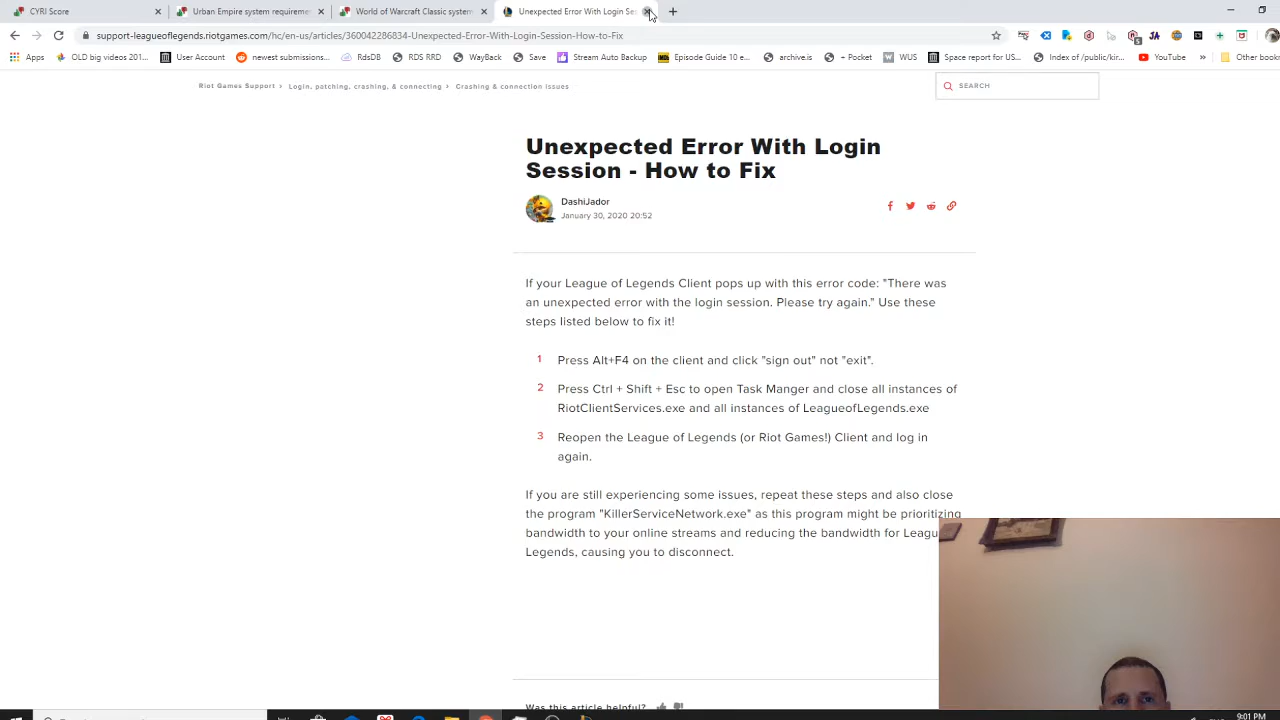 CYRI Score
Urban Empire system requireme
World of Warcraft Classic system
Unexpected Error With Login Se
support-leagueoflegends.riotgames.com/hc/en-us/articles/360042286834-Unexpected-Error-With-Login-Session-How-to-Fix
Apps
OLD big videos 201...
User Account
newest submissions...
RdsDB
RDS RRD
WayBack
Save
Stream Auto Backup
Episode Guide 10 e...
archive.is
+ Pocket
WUS
Space report for US...
Index of /public/kir...
YouTube
»
Other book
Riot Games Support > Login, patching, crashing, & connecting > Crashing & connection issues
SEARCH
Unexpected Error With Login
Session - How to Fix
DashiJador
January 30, 2020 20:52
If your League of Legends Client pops up with this error code: "There was
an unexpected error with the login session. Please try again." Use these
steps listed below to fix it!
1 Press Alt+F4 on the client and click "sign out" not "exit".
2 Press Ctrl + Shift + Esc to open Task Manger and close all instances of
RiotClientServices.exe and all instances of LeagueofLegends.exe
3 Reopen the League of Legends (or Riot Games!) Client and log in
again.
If you are still experiencing some issues, repeat these steps and also close
the program "KillerServiceNetwork.exe" as this program might be prioritizing
bandwidth to your online streams and reducing the bandwidth for Leagu
Legends, causing you to disconnect.
Was this article helpful?
9:01 PM